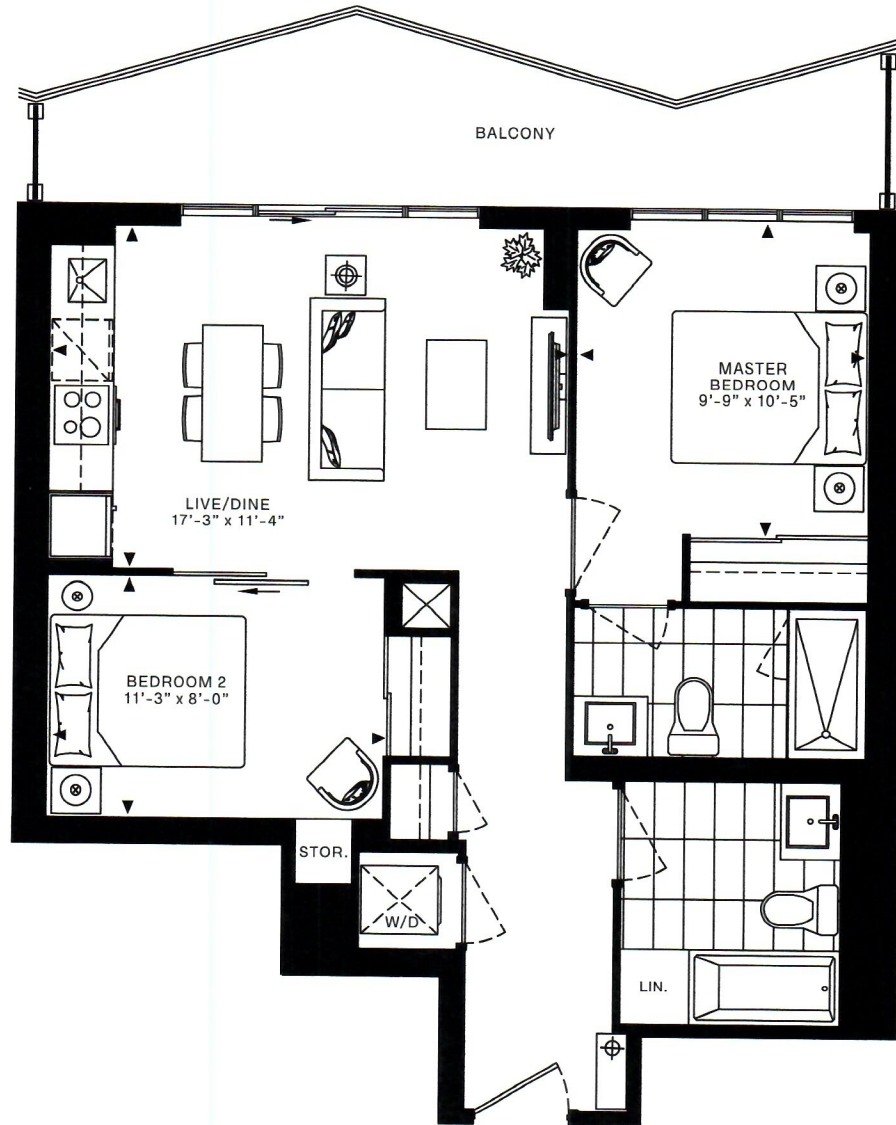 BALCONY
MASTER
BEDROOM
9'-9" x 10'-5"
LIVE/DINE
17'-3" x 11'-4"
BEDROOM 2
11'-3" x 8'-0"
STOR.
W/D
LIN.